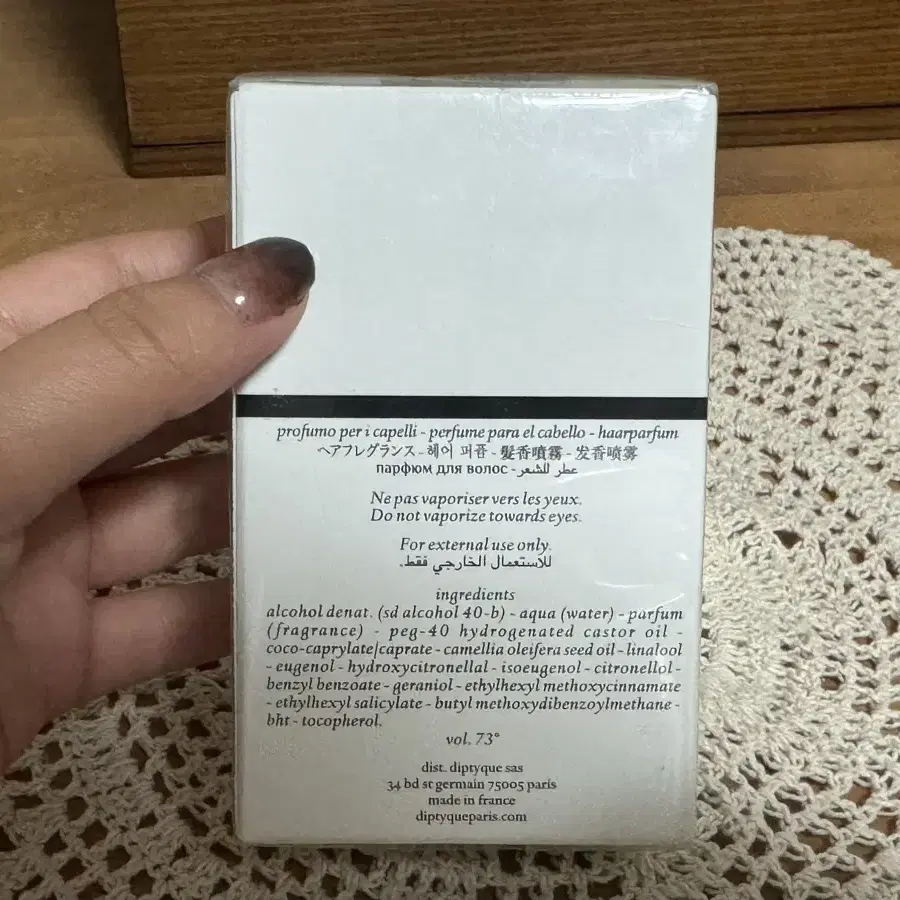 profumo per i capelli - perfume para el cabello - haarparfum
ヘアフレグランス - 헤어 퍼퓸 - 髮香噴霧 - 发香喷雾
парфюм для волос - عطر للشعر
Ne pas vaporiser vers les yeux.
Do not vaporize towards eyes.
For external use only.
للاستعمال الخارجي فقط.
ingredients
alcohol denat. (sd alcohol 40-b) - aqua (water) - parfum
(fragrance) - peg-40 hydrogenated castor oil -
coco-caprylate/caprate - camellia oleifera seed oil - linalool
- eugenol - hydroxycitronellal - isoeugenol - citronellol -
benzyl benzoate - geraniol - ethylhexyl methoxycinnamate
- ethylhexyl salicylate - butyl methoxydibenzoylmethane -
bht - tocopherol.
vol. 73°
dist. diptyque sas
34 bd st germain 75005 paris
made in france
diptyqueparis.com